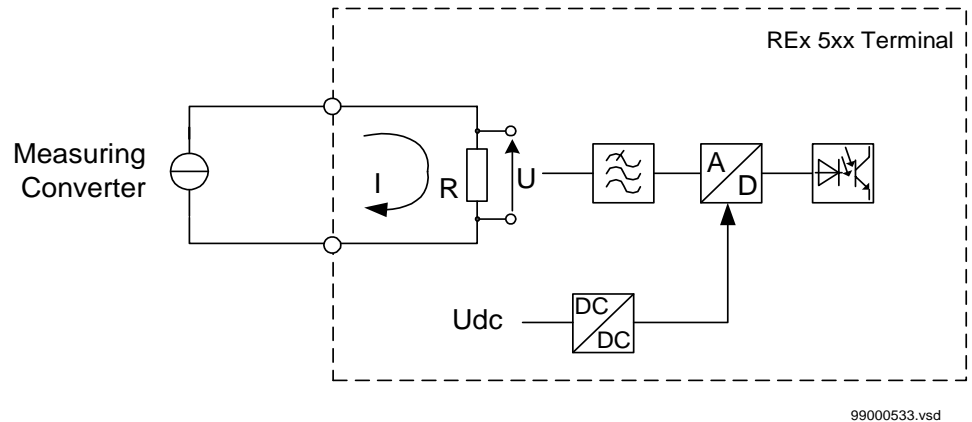 REx 5xx Terminal
Measuring
Converter
I
R
U
A
D
Udc
DC
DC
99000533.vsd